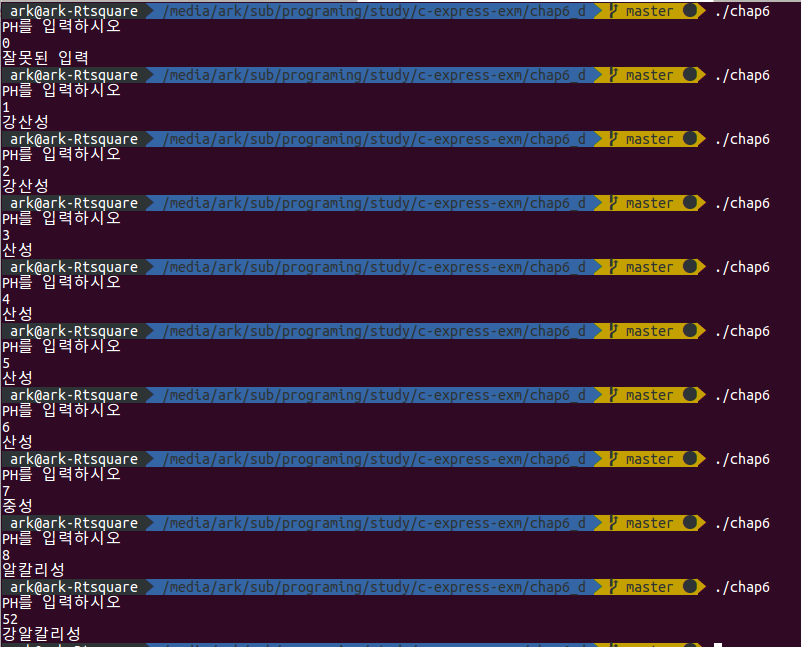 ark@ark-Rtsquare /media/ark/sub/programing/study/c-express-exm/chap6_d master ./chap6
PH를 입력하시오
0
잘못된 입력
ark@ark-Rtsquare /media/ark/sub/programing/study/c-express-exm/chap6_d master ./chap6
PH를 입력하시오
1
강산성
ark@ark-Rtsquare /media/ark/sub/programing/study/c-express-exm/chap6_d master ./chap6
PH를 입력하시오
2
강산성
ark@ark-Rtsquare /media/ark/sub/programing/study/c-express-exm/chap6_d master ./chap6
PH를 입력하시오
3
산성
ark@ark-Rtsquare /media/ark/sub/programing/study/c-express-exm/chap6_d master ./chap6
PH를 입력하시오
4
산성
ark@ark-Rtsquare /media/ark/sub/programing/study/c-express-exm/chap6_d master ./chap6
PH를 입력하시오
5
산성
ark@ark-Rtsquare /media/ark/sub/programing/study/c-express-exm/chap6_d master ./chap6
PH를 입력하시오
6
산성
ark@ark-Rtsquare /media/ark/sub/programing/study/c-express-exm/chap6_d master ./chap6
PH를 입력하시오
7
중성
ark@ark-Rtsquare /media/ark/sub/programing/study/c-express-exm/chap6_d master ./chap6
PH를 입력하시오
8
알칼리성
ark@ark-Rtsquare /media/ark/sub/programing/study/c-express-exm/chap6_d master ./chap6
PH를 입력하시오
52
강알칼리성